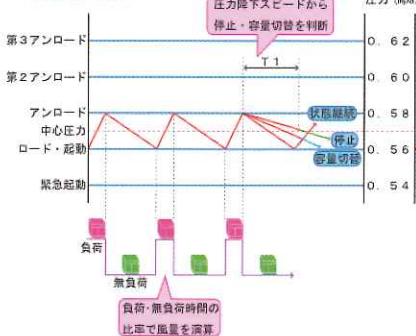 圧力降下スピードから
停止・容量切替を判断
圧力 (Mpa)
第3アンロード
0.62
T1
第2アンロード
0.60
アンロード
0.58
状態継続
中心圧力
停止
ロード・起動
0.56
容量切替
緊急起動
0.54
負荷
無負荷
負荷・無負荷時間の
比率で風量を演算